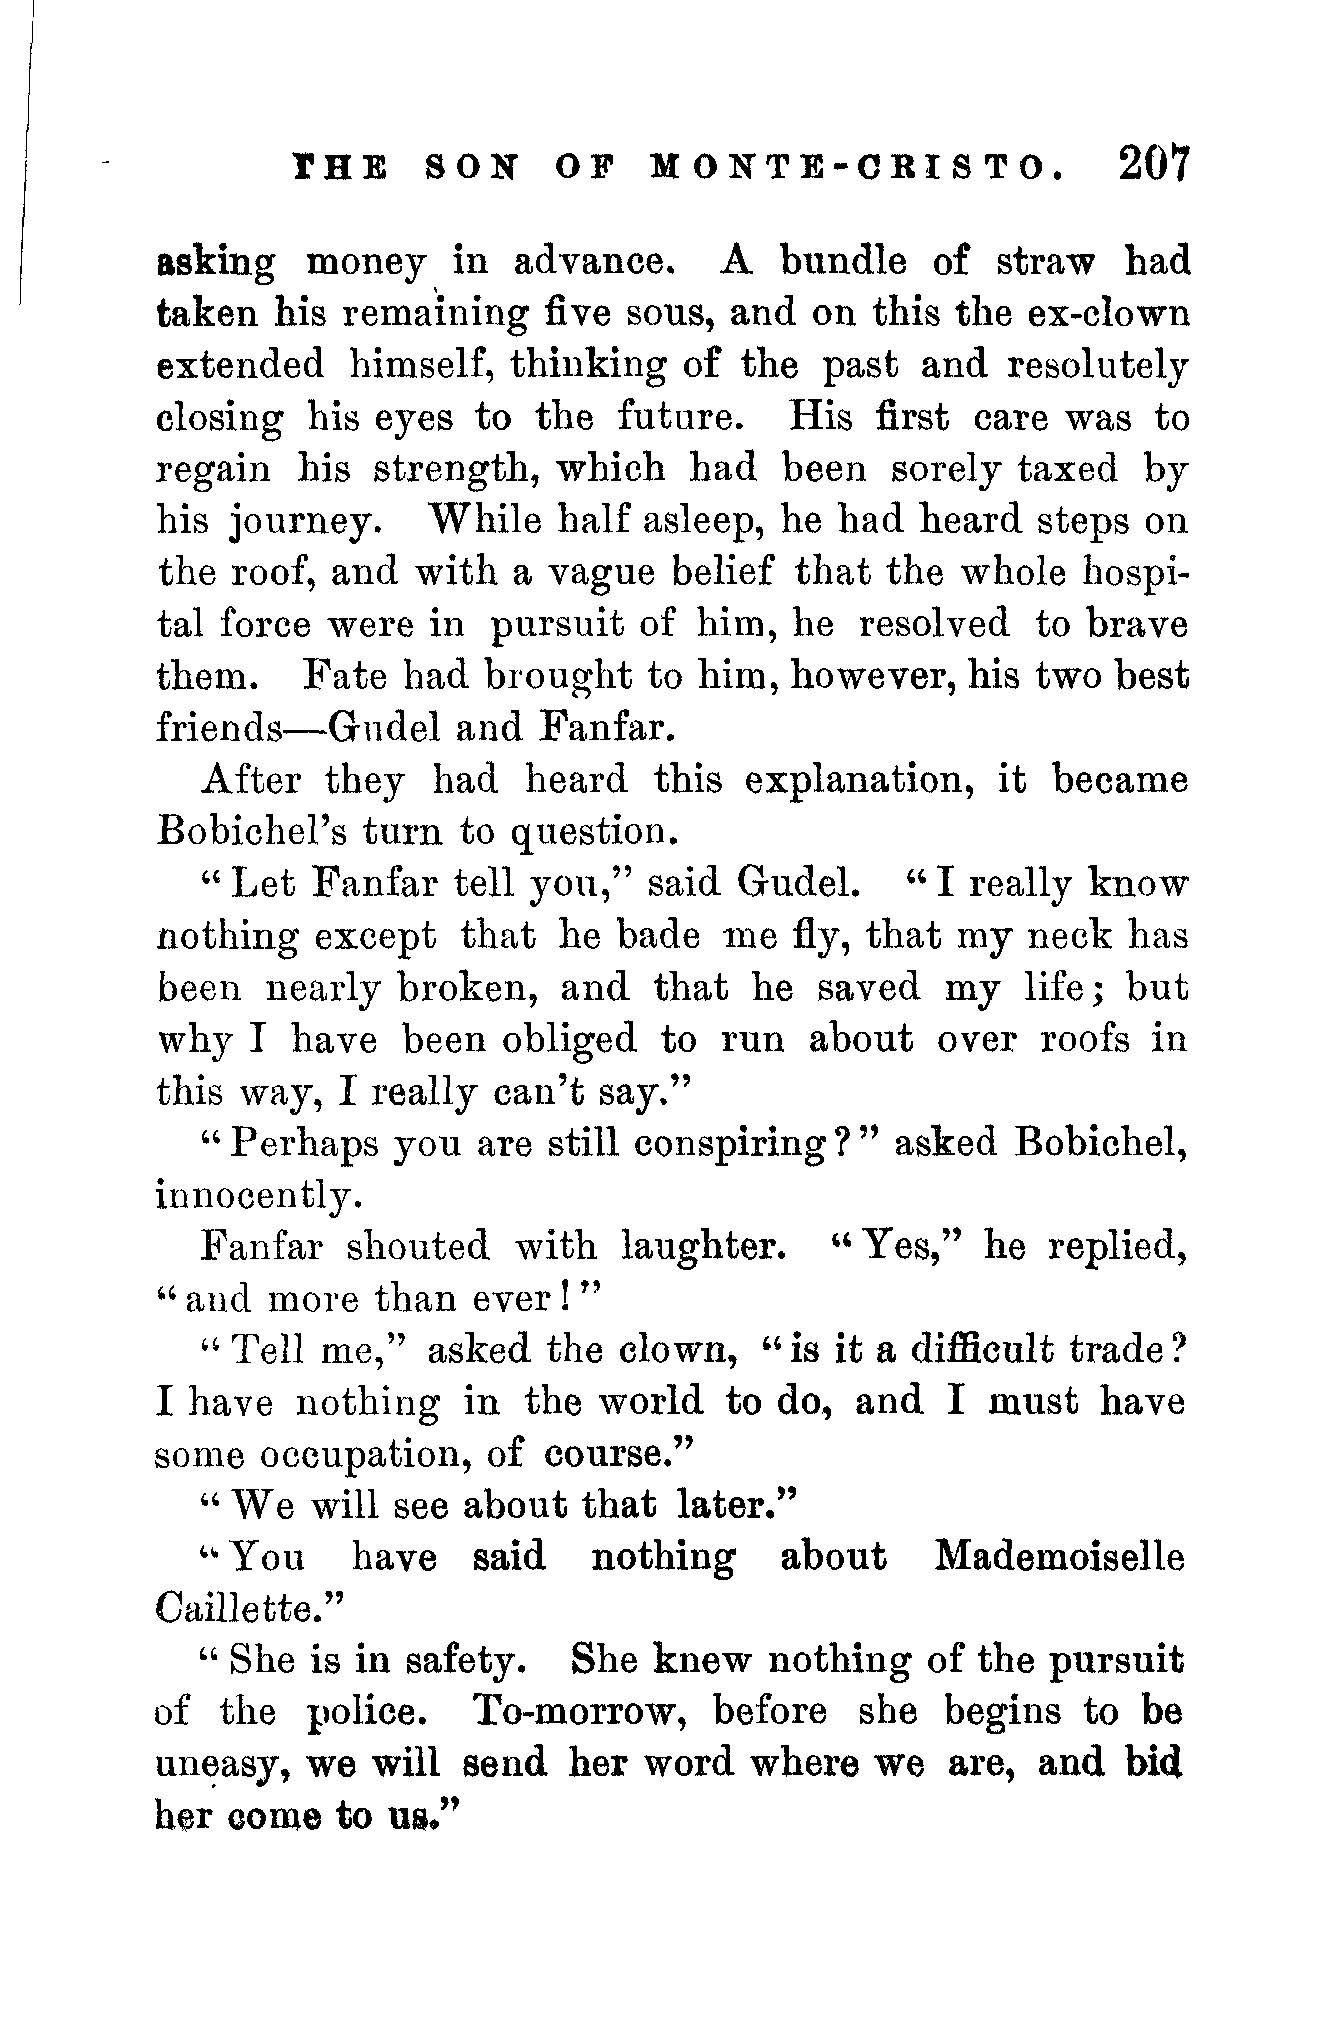 THE SON OF MONTE-CRISTO. 207
asking money in advance. A bundle of straw had
taken his remaining five sous, and on this the ex-clown
extended himself, thinking of the past and resolutely
closing his eyes to the future. His first care was to
regain his strength, which had been sorely taxed by
his journey. While half asleep, he had heard steps on
the roof, and with a vague belief that the whole hospi-
tal force were in pursuit of him, he resolved to brave
them. Fate had brought to him, however, his two best
friends—Gudel and Fanfar.
After they had heard this explanation, it became
Bobichel's turn to question.
"Let Fanfar tell you," said Gudel. "I really know
nothing except that he bade me fly, that my neck has
been nearly broken, and that he saved my life; but
why I have been obliged to run about over roofs in
this way, I really can't say."
"Perhaps you are still conspiring?" asked Bobichel,
innocently.
Fanfar shouted with laughter. "Yes," he replied,
"and more than ever!"
"Tell me," asked the clown, "is it a difficult trade?
I have nothing in the world to do, and I must have
some occupation, of course."
"We will see about that later."
"You have said nothing about Mademoiselle
Caillette."
"She is in safety. She knew nothing of the pursuit
of the police. To-morrow, before she begins to be
uneasy, we will send her word where we are, and bid
her come to us."